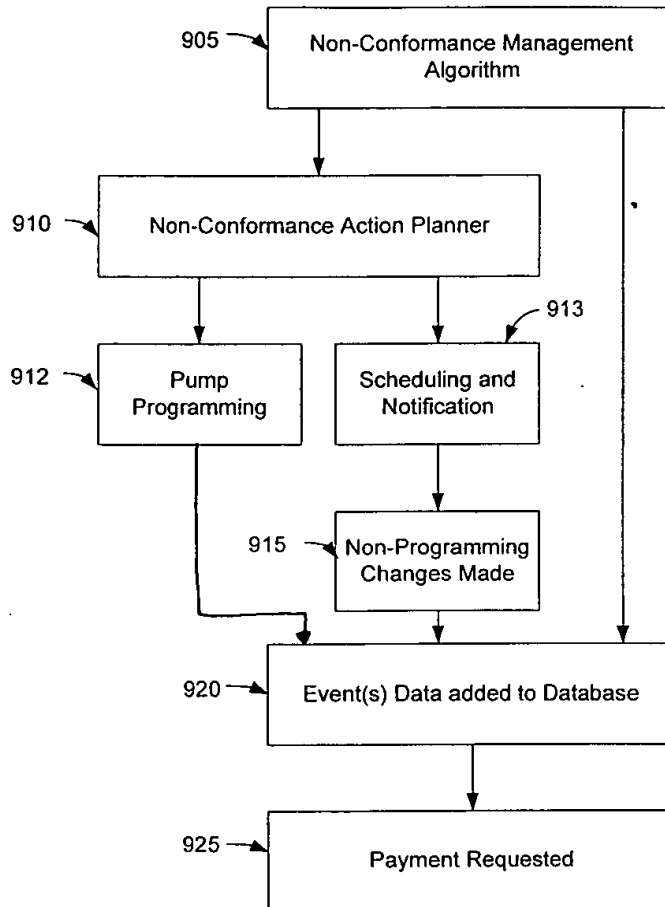 905
Non-Conformance Management
Algorithm
910
Non-Conformance Action Planner
913
912
Pump
Programming
Scheduling and
Notification
915
Non-Programming
Changes Made
920
Event(s) Data added to Database
925
Payment Requested